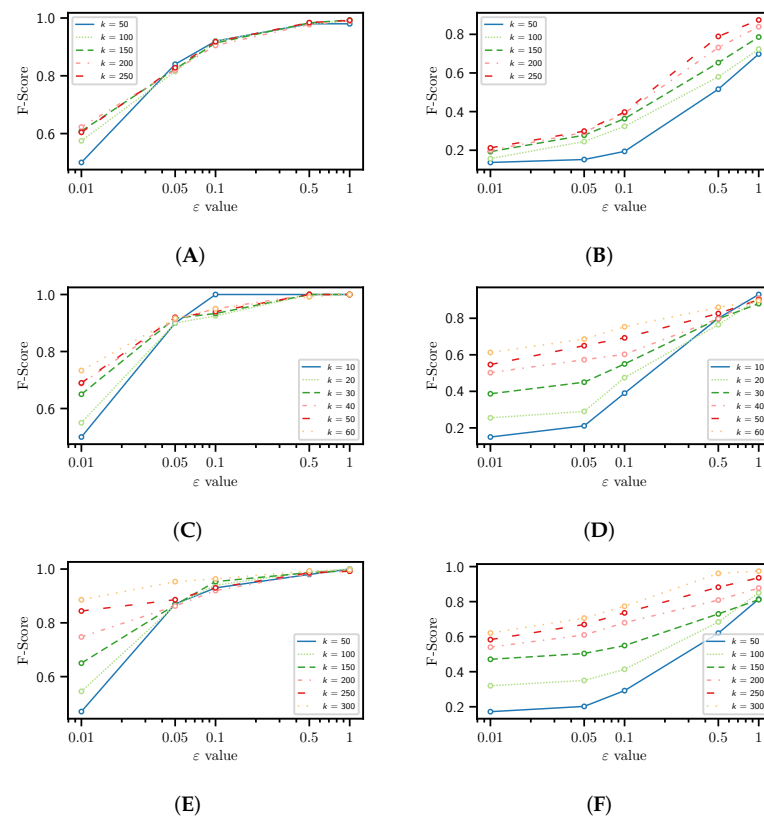 1.0
0.8
0.6
F-Score
k = 50
k = 100
k = 150
k = 200
k = 250
0.01 0.05 0.1 0.5 1
ε value
(A)
0.8
0.6
0.4
0.2
F-Score
k = 50
k = 100
k = 150
k = 200
k = 250
0.01 0.05 0.1 0.5 1
ε value
(B)
1.0
0.8
0.6
F-Score
k = 10
k = 20
k = 30
k = 40
k = 50
k = 60
0.01 0.05 0.1 0.5 1
ε value
(C)
0.8
0.6
0.4
0.2
F-Score
k = 10
k = 20
k = 30
k = 40
k = 50
k = 60
0.01 0.05 0.1 0.5 1
ε value
(D)
1.0
0.8
0.6
F-Score
k = 50
k = 100
k = 150
k = 200
k = 250
k = 300
0.01 0.05 0.1 0.5 1
ε value
(E)
1.0
0.8
0.6
0.4
0.2
F-Score
k = 50
k = 100
k = 150
k = 200
k = 250
k = 300
0.01 0.05 0.1 0.5 1
ε value
(F)